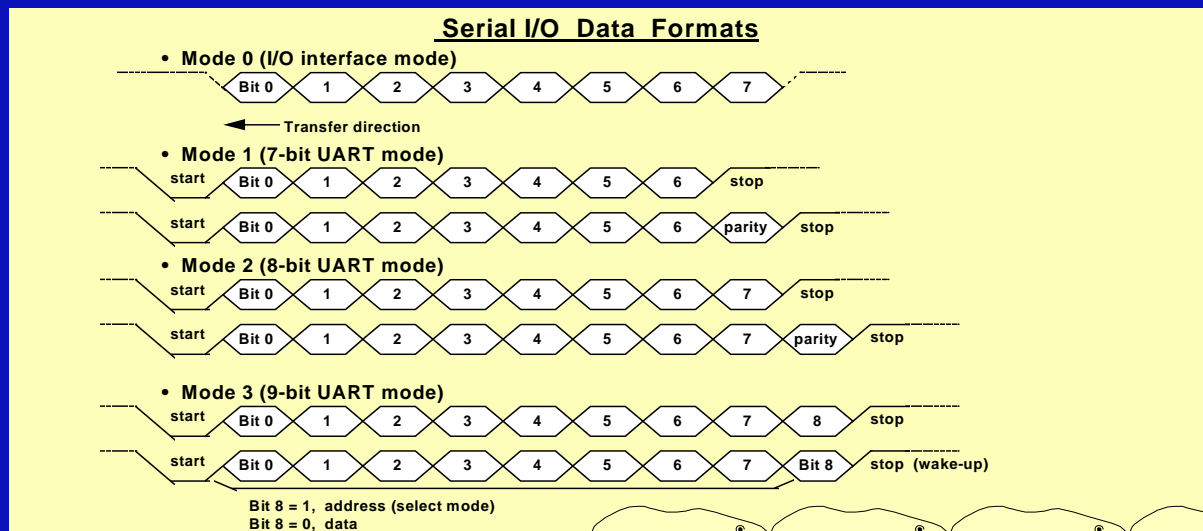 Serial I/O Data Formats
• Mode 0 (I/O interface mode)
Bit 0 1 2 3 4 5 6 7
Transfer direction
• Mode 1 (7-bit UART mode)
start Bit 0 1 2 3 4 5 6 stop
start Bit 0 1 2 3 4 5 6 parity stop
• Mode 2 (8-bit UART mode)
start Bit 0 1 2 3 4 5 6 7 stop
start Bit 0 1 2 3 4 5 6 7 parity stop
• Mode 3 (9-bit UART mode)
start Bit 0 1 2 3 4 5 6 7 8 stop
start Bit 0 1 2 3 4 5 6 7 Bit 8 stop (wake-up)
Bit 8 = 1, address (select mode)
Bit 8 = 0, data